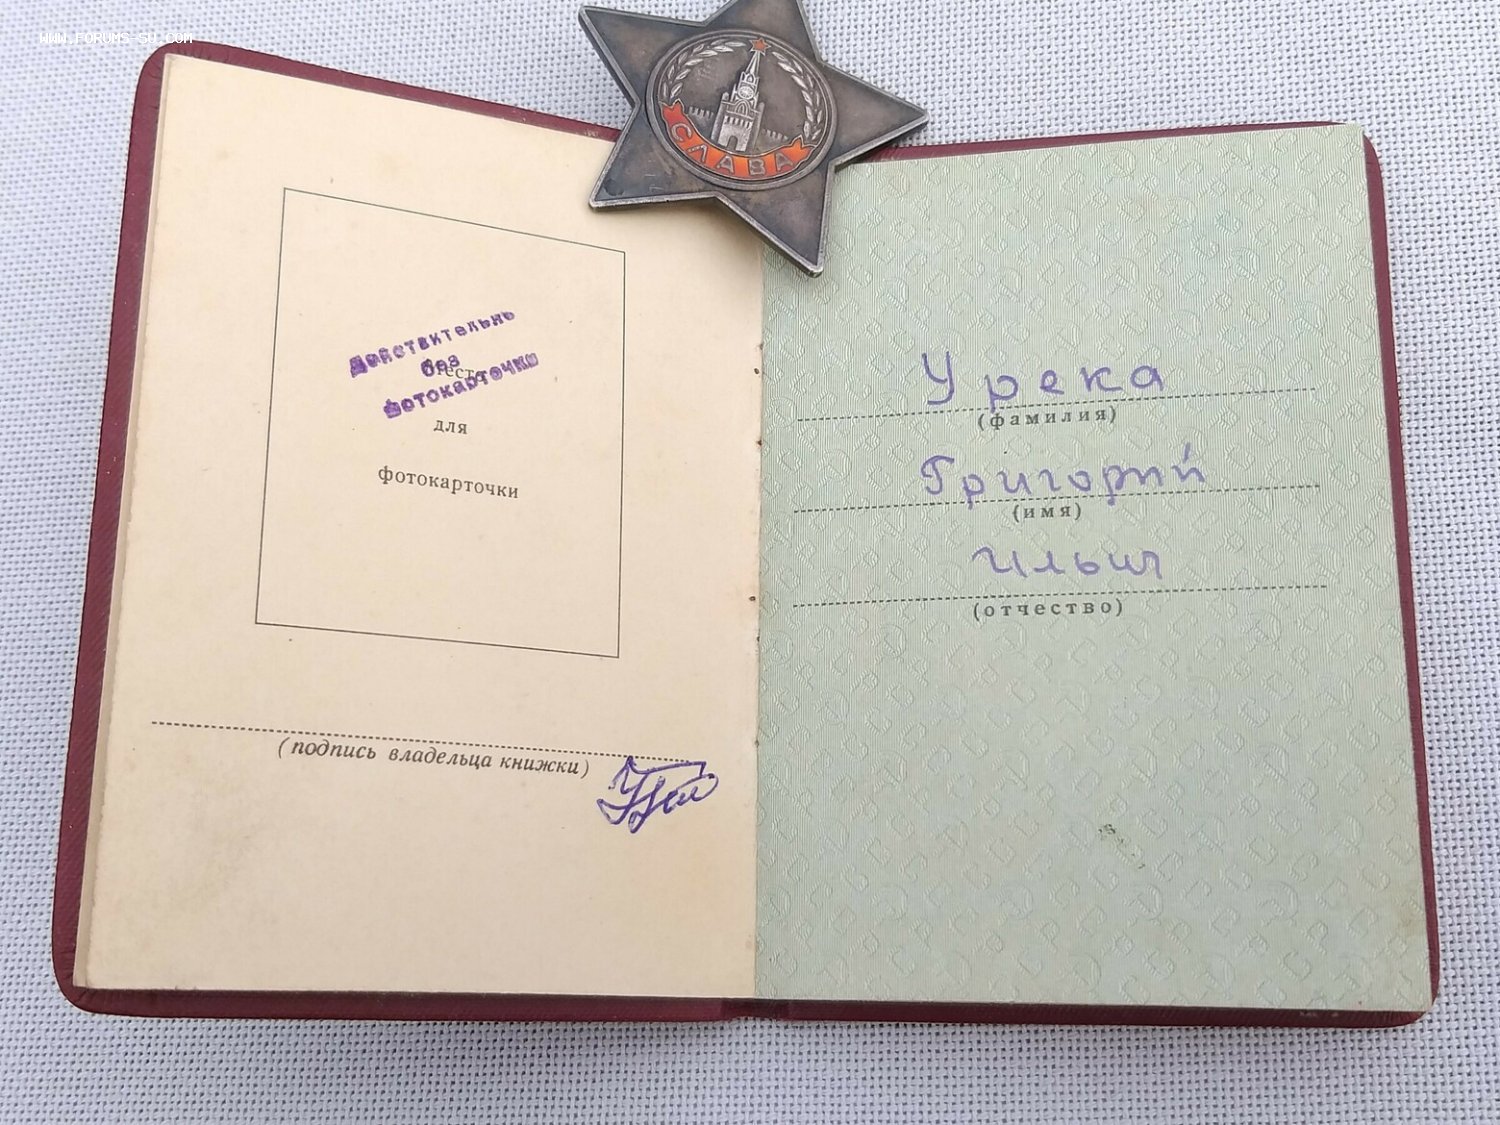 WWW.FORUMS-SU.COM
СЛАВА
Действительно
без
фотокарточки
Место
для
фотокарточки
(подпись владельца книжки)
Урека
(фамилия)
Григорий
(имя)
Ильич
(отчество)